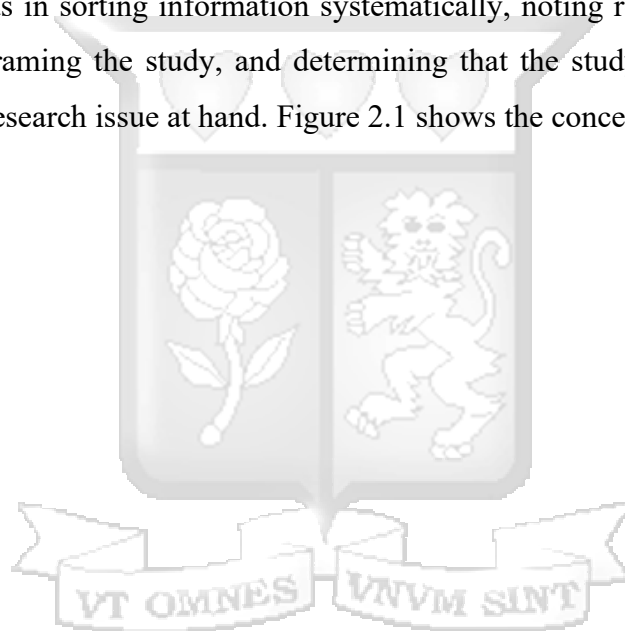 s in sorting information systematically, noting r
raming the study, and determining that the stud
esearch issue at hand. Figure 2.1 shows the conce
VT OMNES VNVM SINT